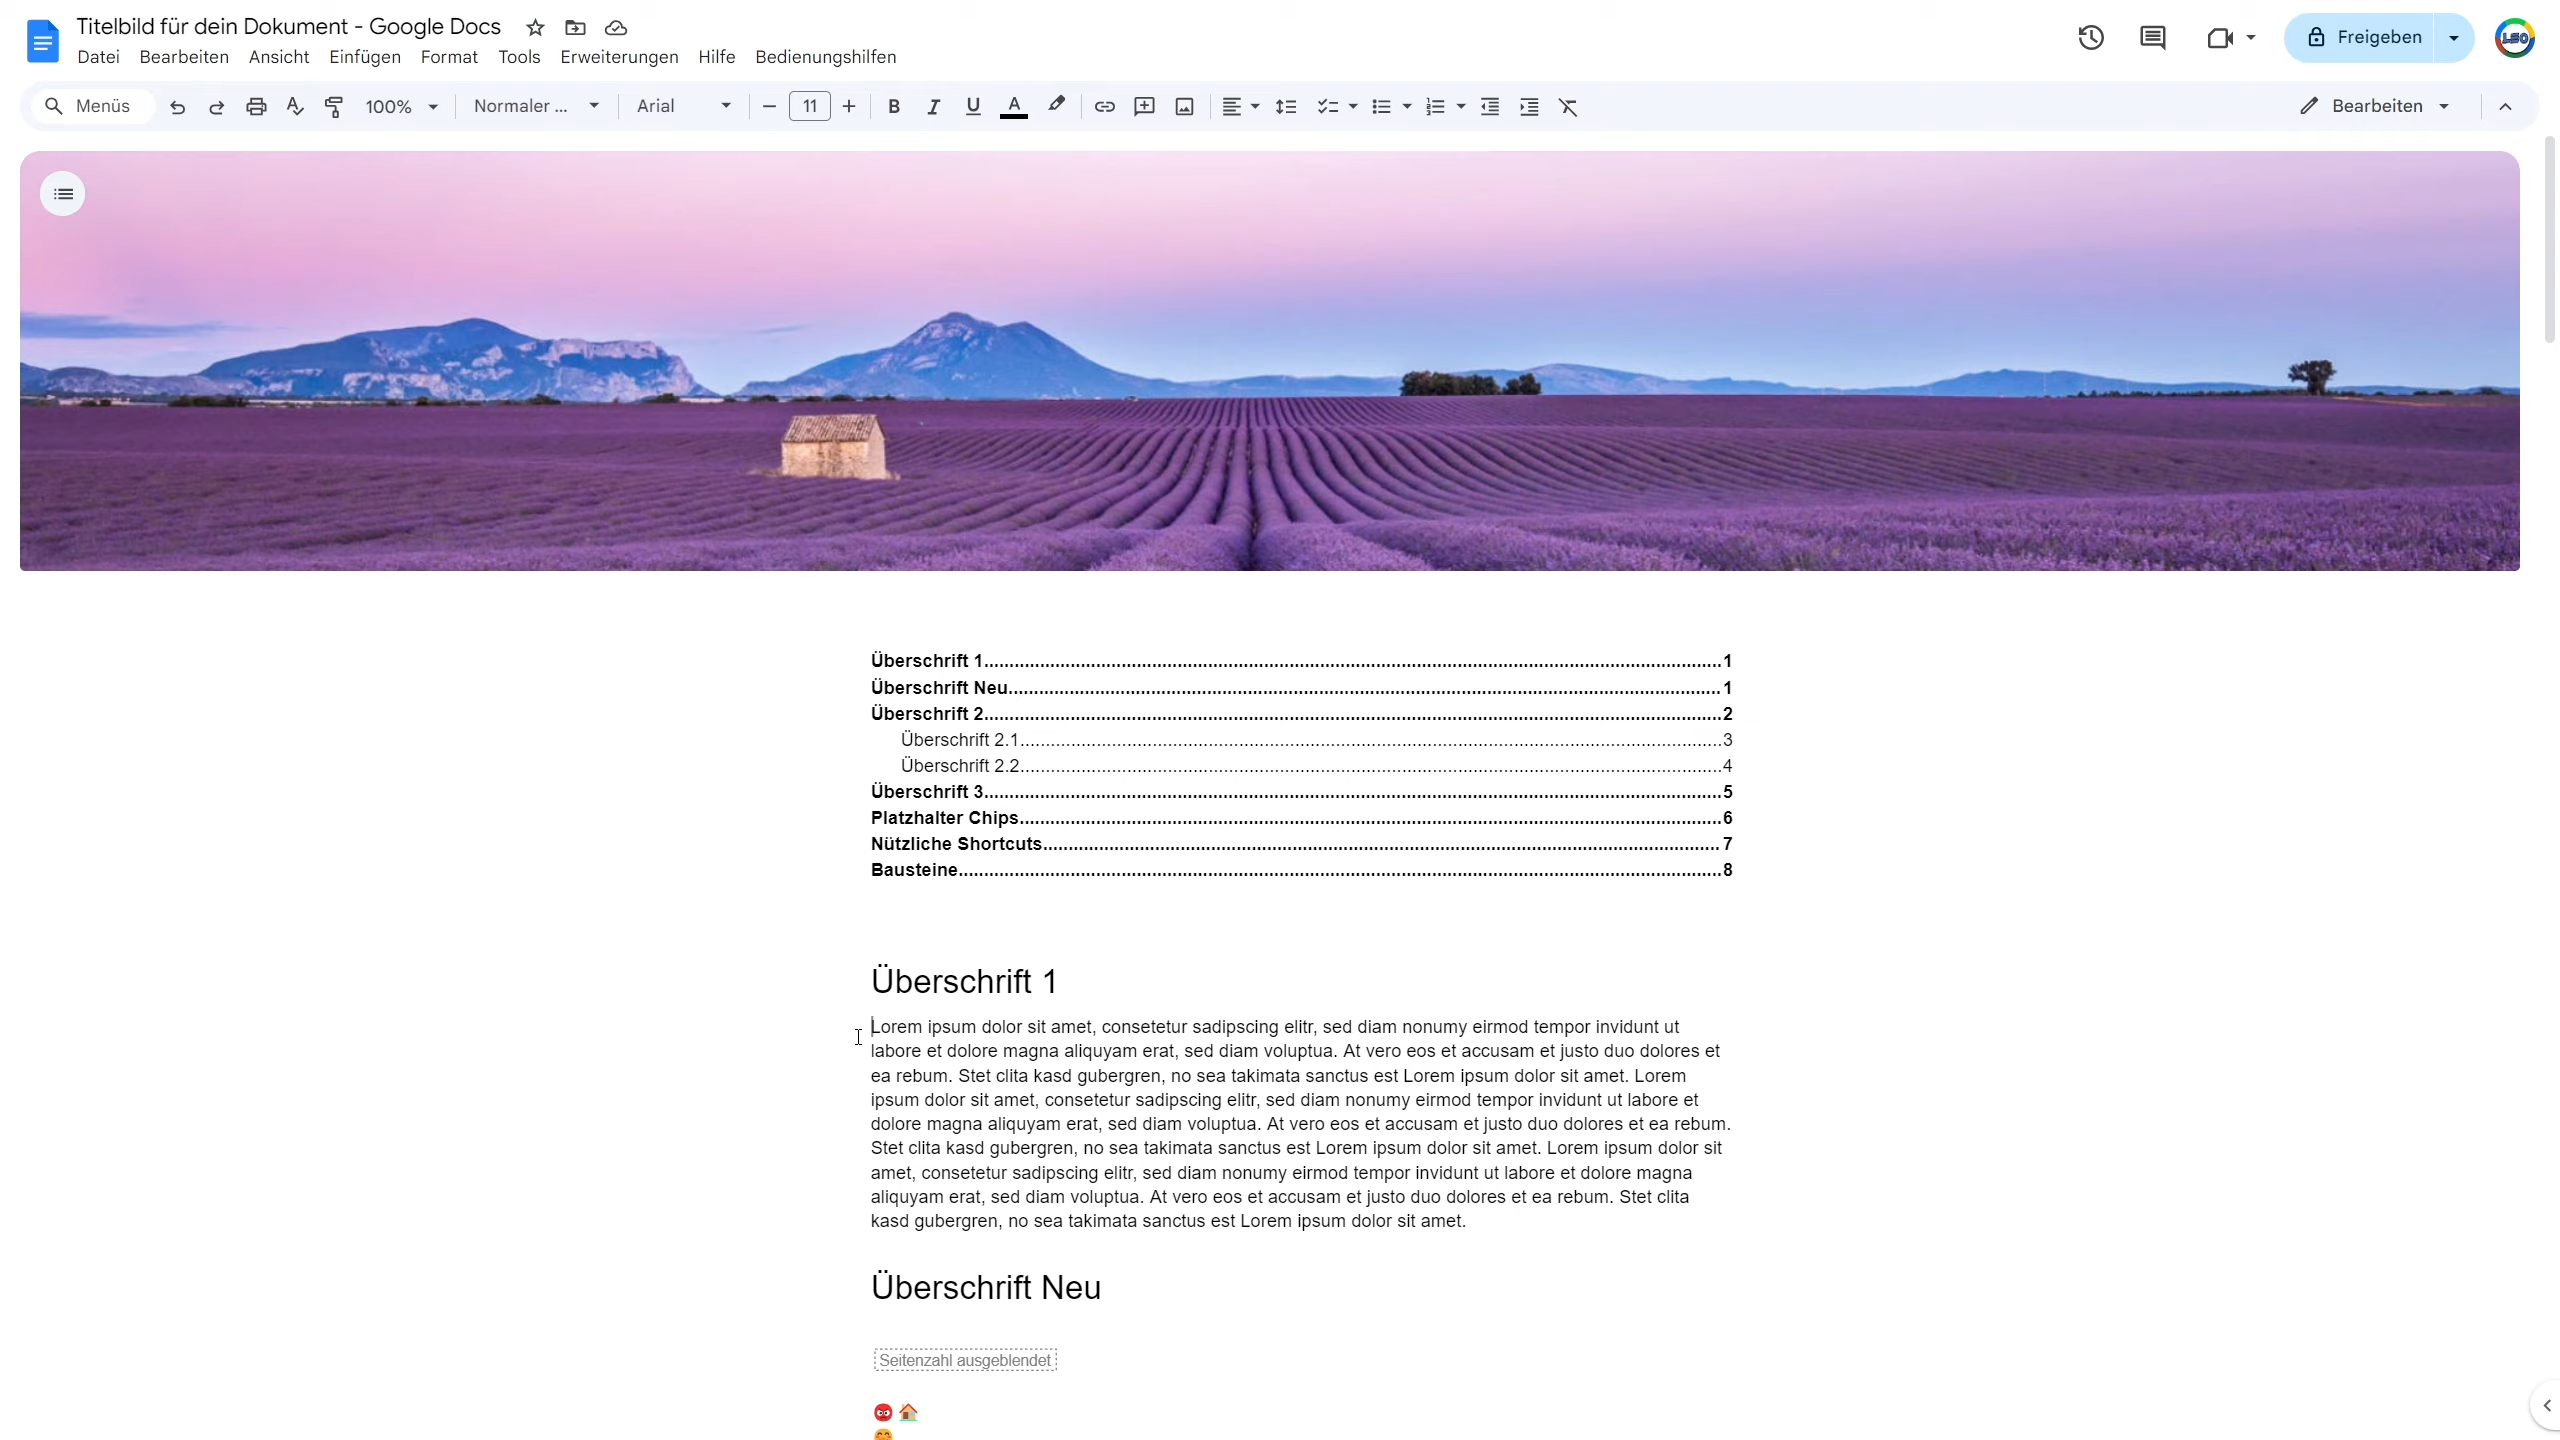 Titelbild für dein Dokument - Google Docs
Datei Bearbeiten Ansicht Einfügen Format Tools Erweiterungen Hilfe Bedienungshilfen
Freigeben
LSO
Menüs 100% Normaler ... Arial 11 B I U A Bearbeiten
Überschrift 1 1
Überschrift Neu 1
Überschrift 2 2
Überschrift 2.1 3
Überschrift 2.2 4
Überschrift 3 5
Platzhalter Chips 6
Nützliche Shortcuts 7
Bausteine 8
Überschrift 1
Lorem ipsum dolor sit amet, consetetur sadipscing elitr, sed diam nonumy eirmod tempor invidunt ut
labore et dolore magna aliquyam erat, sed diam voluptua. At vero eos et accusam et justo duo dolores et
ea rebum. Stet clita kasd gubergren, no sea takimata sanctus est Lorem ipsum dolor sit amet. Lorem
ipsum dolor sit amet, consetetur sadipscing elitr, sed diam nonumy eirmod tempor invidunt ut labore et
dolore magna aliquyam erat, sed diam voluptua. At vero eos et accusam et justo duo dolores et ea rebum.
Stet clita kasd gubergren, no sea takimata sanctus est Lorem ipsum dolor sit amet. Lorem ipsum dolor sit
amet, consetetur sadipscing elitr, sed diam nonumy eirmod tempor invidunt ut labore et dolore magna
aliquyam erat, sed diam voluptua. At vero eos et accusam et justo duo dolores et ea rebum. Stet clita
kasd gubergren, no sea takimata sanctus est Lorem ipsum dolor sit amet.
Überschrift Neu
Seitenzahl ausgeblendet